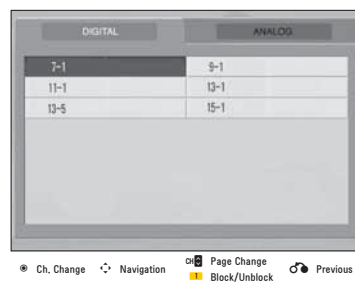 DIGITAL ANALOG
7-1 9-1
11-1 13-1
13-5 15-1
Ch. Change Navigation CH Page Change Previous
1 Block/Unblock